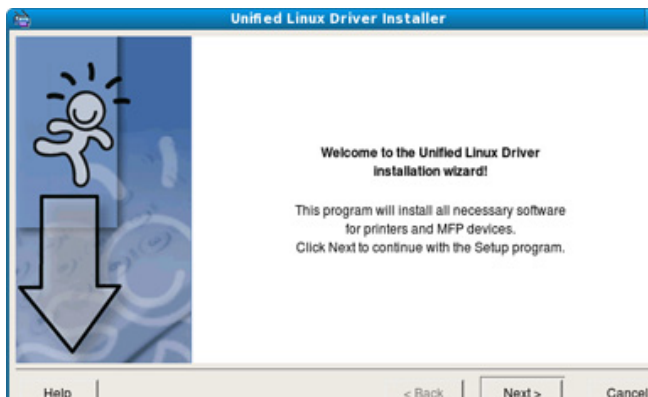 Unified Linux Driver Installer
Welcome to the Unified Linux Driver
installation wizard!
This program will install all necessary software
for printers and MFP devices.
Click Next to continue with the Setup program.
Help
< Back
Next >
Cancel